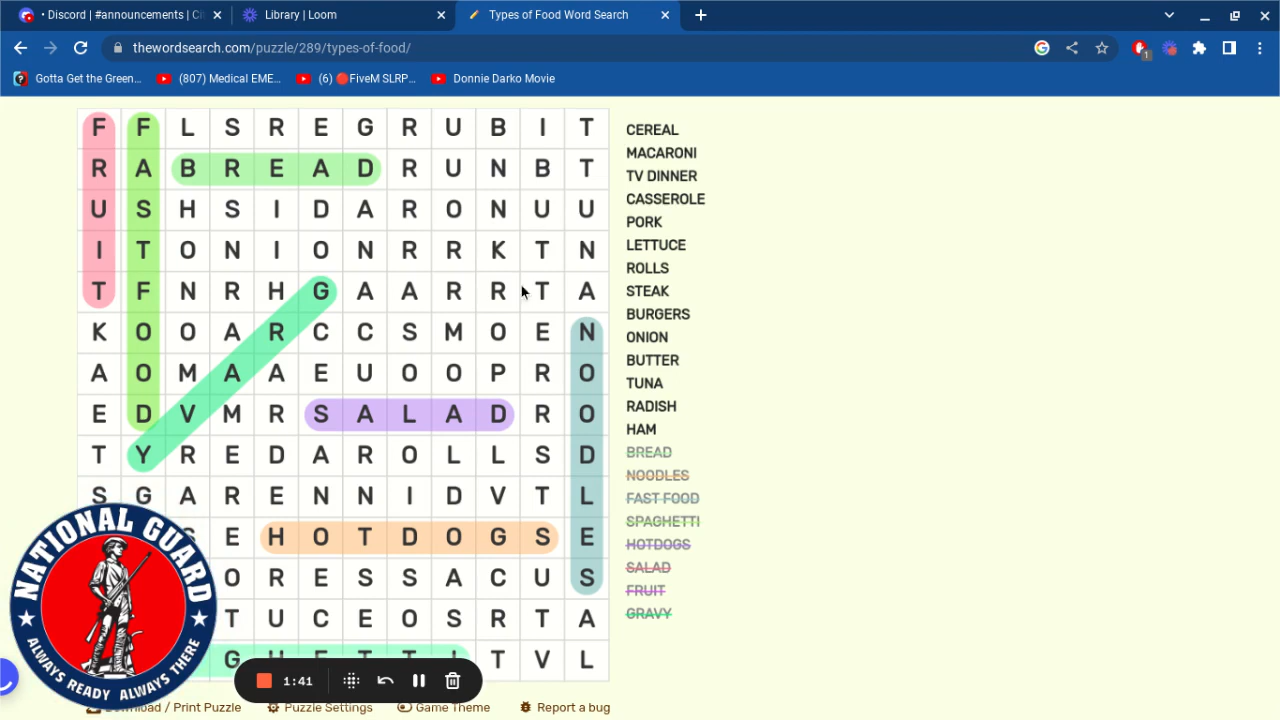 • Discord | #announcements | Ci
Library | Loom
Types of Food Word Search
thewordsearch.com/puzzle/289/types-of-food/
1
Gotta Get the Green...
(807) Medical EME...
(6) 🔴FiveM SLRP...
Donnie Darko Movie
F F L S R E G R U B I T
R A B R E A D R U N B T
U S H S I D A R O N U U
I T O N I O N R R K T N
T F N R H G A A R R T A
K O O A R C C S M O E N
A O M A A E U O O P R O
E D V M R S A L A D R O
T Y R E D A R O L L S D
S G A R E N N I D V T L
E H O T D O G S E
O R E S S A C U S
T U C E O S R T A
G H E T T I T V L
CEREAL
MACARONI
TV DINNER
CASSEROLE
PORK
LETTUCE
ROLLS
STEAK
BURGERS
ONION
BUTTER
TUNA
RADISH
HAM
BREAD
NOODLES
FAST FOOD
SPAGHETTI
HOTDOGS
SALAD
FRUIT
GRAVY
NATIONAL GUARD
ALWAYS READY ALWAYS THERE
1:41
/ Print Puzzle
Puzzle Settings
Game Theme
Report a bug